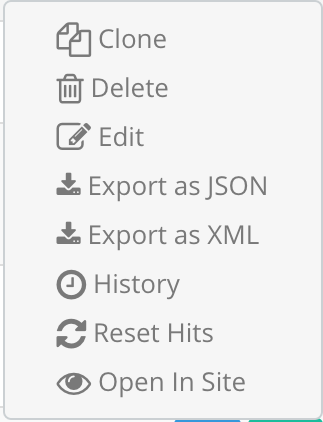 Clone
Delete
Edit
Export as JSON
Export as XML
History
Reset Hits
Open In Site